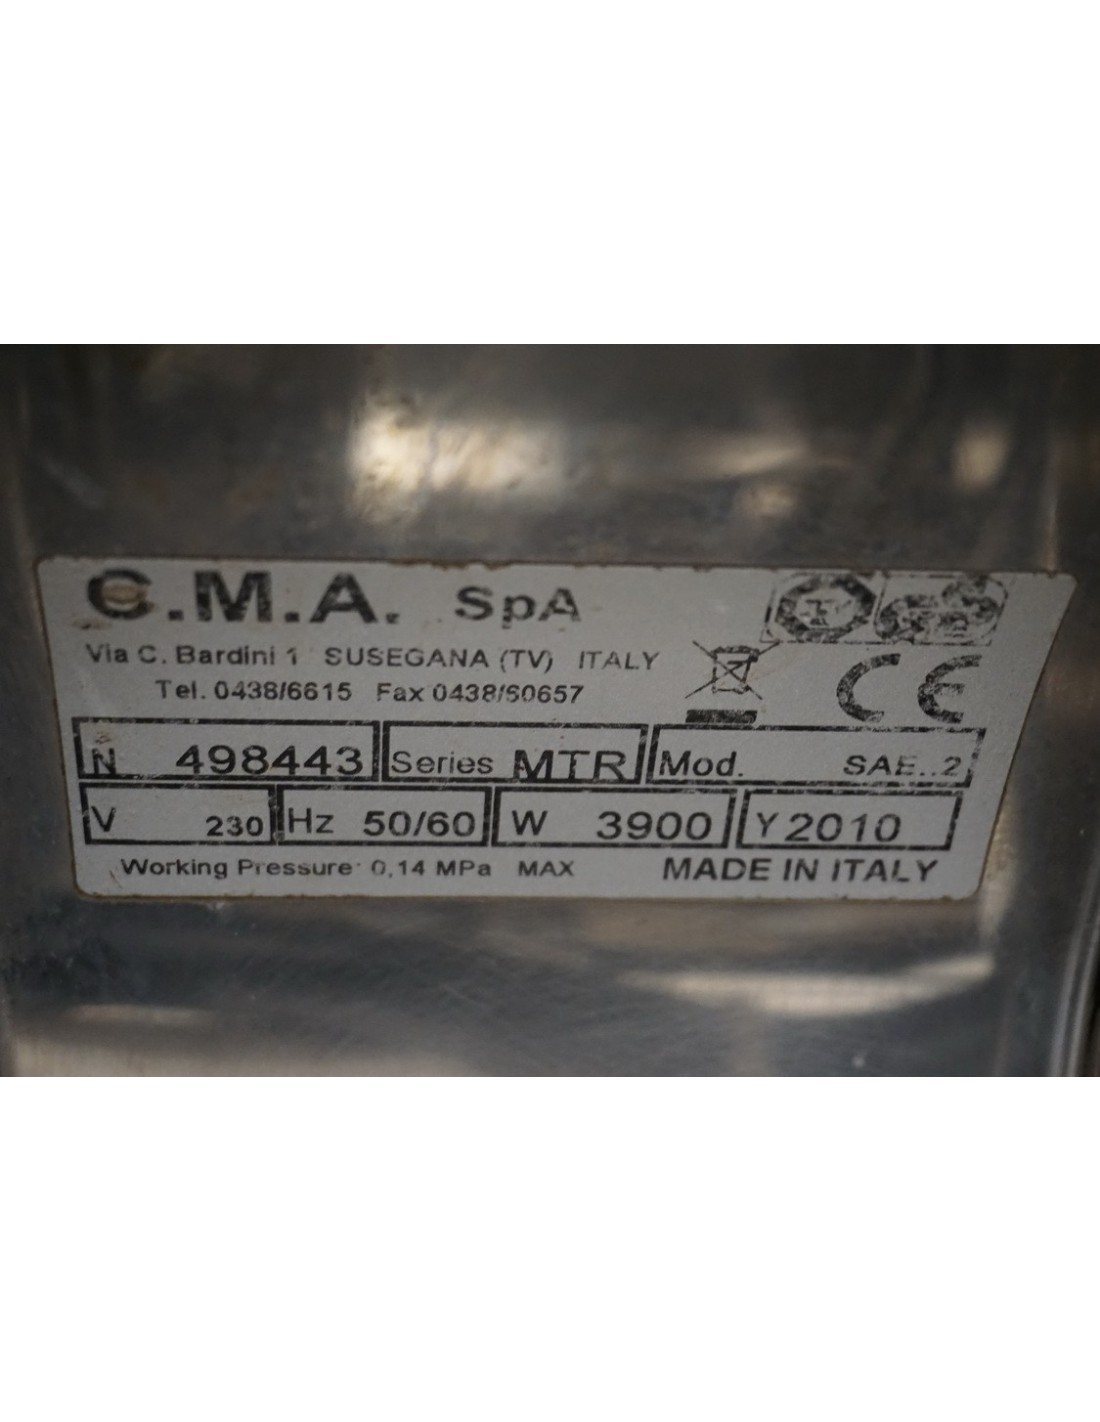 C.M.A. SpA
Via C. Bardini 1 SUSEGANA (TV) ITALY
Tel. 0438/6615 Fax 0438/60657
CE
N 498443 Series MTR Mod. SAE..2
V 230 Hz 50/60 W 3900 Y 2010
Working Pressure 0,14 MPa MAX MADE IN ITALY